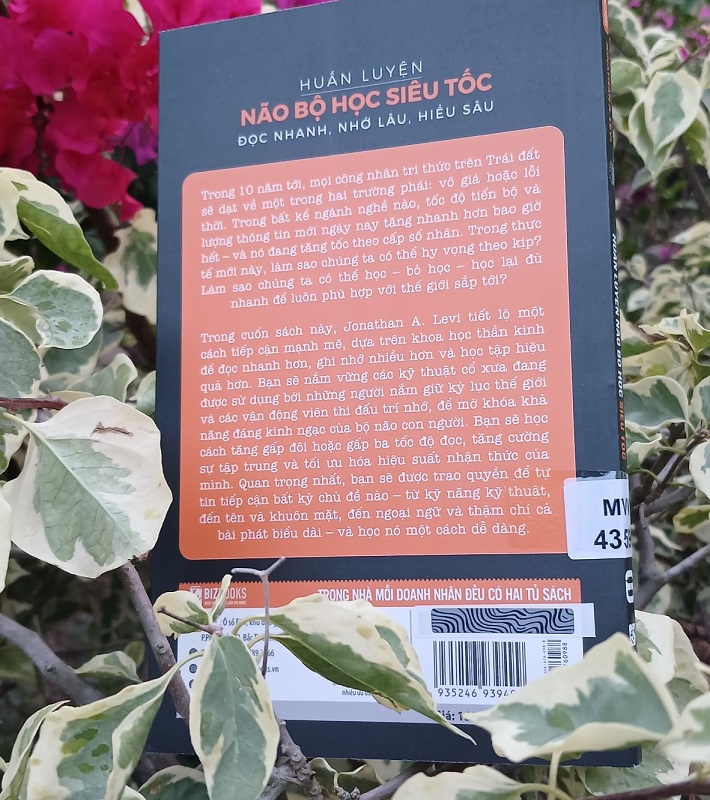 HUẤN LUYỆN
NÃO BỘ HỌC SIÊU TỐC
ĐỌC NHANH, NHỚ LÂU, HIỂU SÂU
Trong 10 năm tới, mọi công nhân tri thức trên Trái đất
sẽ dạt về một trong hai trường phái: vô giá hoặc lỗi
thời. Trong bất kể ngành nghề nào, tốc độ tiến bộ và
lượng thông tin mới ngày nay tăng nhanh hơn bao giờ
hết – và nó đang tăng tốc theo cấp số nhân. Trong thực
tế mới này, làm sao chúng ta có thể hy vọng theo kịp?
Làm sao chúng ta có thể học – bỏ học – học lại đủ
nhanh để luôn phù hợp với thế giới sắp tới?
Trong cuốn sách này, Jonathan A. Levi tiết lộ một
cách tiếp cận mạnh mẽ, dựa trên khoa học thần kinh
để đọc nhanh hơn, ghi nhớ nhiều hơn và học tập hiệu
quả hơn. Bạn sẽ nắm vững các kỹ thuật cổ xưa đang
được sử dụng bởi những người nắm giữ kỷ lục thế giới
và các vận động viên thi đấu trí nhớ, để mở khóa khả
năng đáng kinh ngạc của bộ não con người. Bạn sẽ học
cách tăng gấp đôi hoặc gấp ba tốc độ đọc, tăng cường
sự tập trung và tối ưu hóa hiệu suất nhận thức của
mình. Quan trọng nhất, bạn sẽ được trao quyền để tự
tin tiếp cận bất kỳ chủ đề nào – từ kỹ năng kỹ thuật,
đến tên và khuôn mặt, đến ngoại ngữ và thậm chí cả
bài phát biểu dài – và học nó một cách dễ dàng.
HUẤN LUYỆN NÃO BỘ HỌC SIÊU TỐC
MV
435
BIZBOOKS
TRONG NHÀ MỖI DOANH NHÂN ĐỀU CÓ HAI TỦ SÁCH
935246 9394
Giá: 1